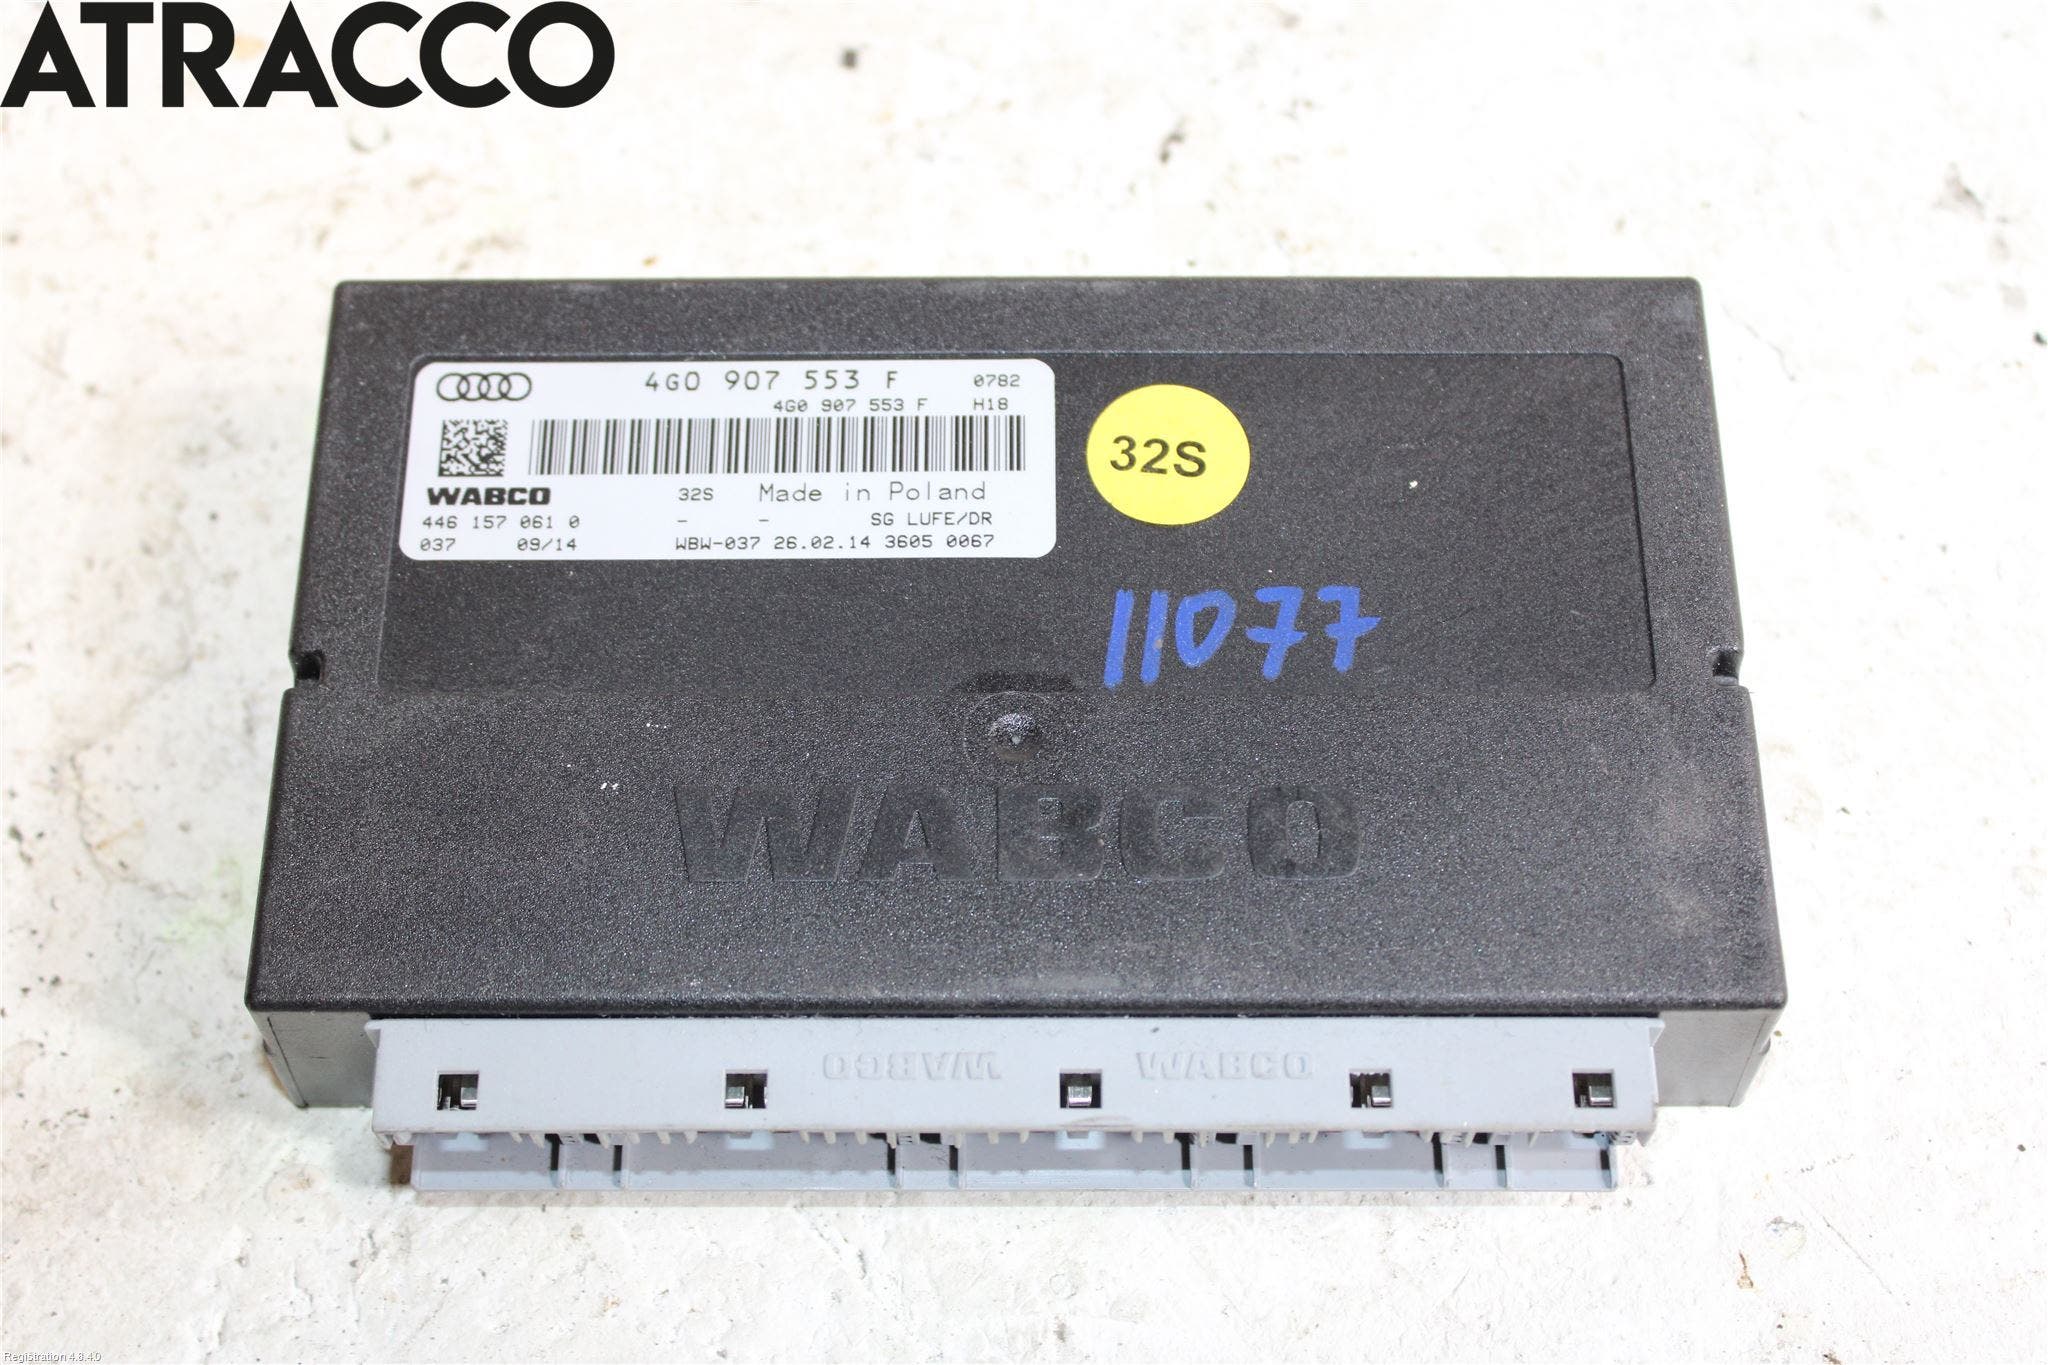 ATRACCO
4G0 907 553 F 0782
4G0 907 553 F H18
WABCO 32S Made in Poland
446 157 061 0 - - SG LUFE/DR
037 09/14 WBW-037 26.02.14 3605 0067
32S
11077
WABCO
WABCO WABCO
Registration 4.8.4.0